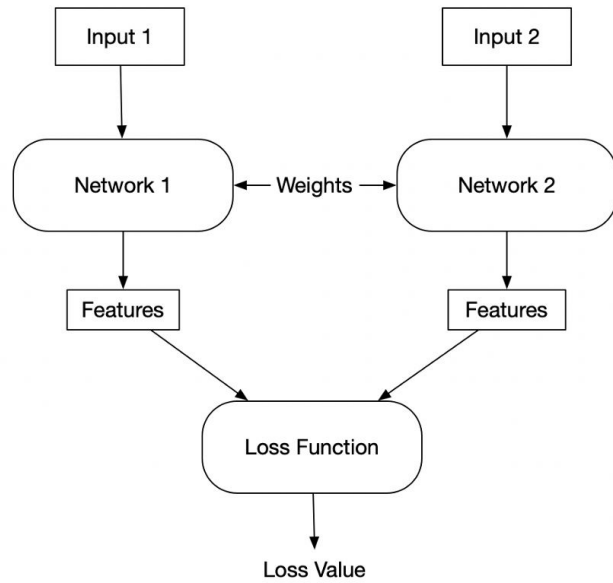 Input 1
Input 2
Network 1
Weights
Network 2
Features
Features
Loss Function
Loss Value